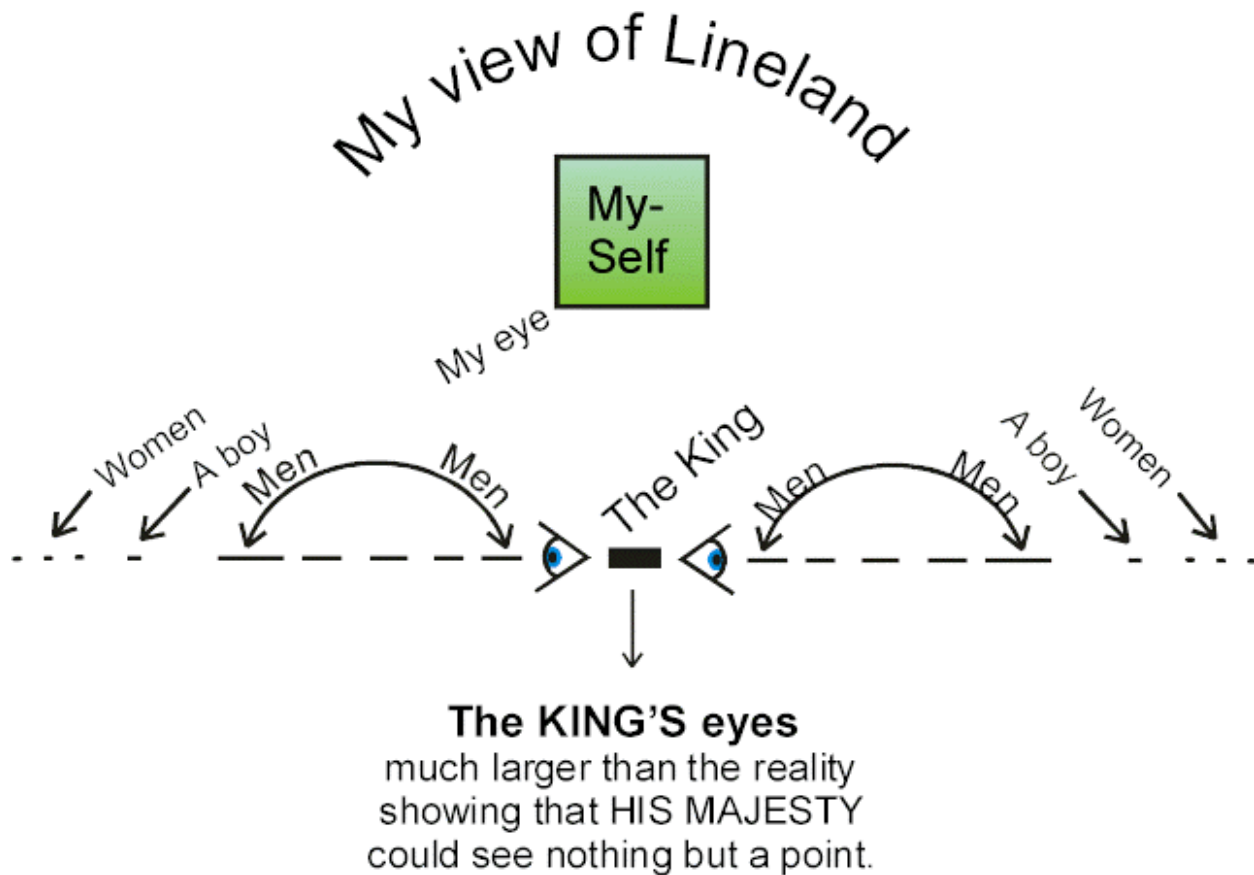 My view of Lineland
My-
Self
My eye
Women
A boy
Men
Men
The King
Men
Men
A boy
Women
The KING'S eyes
much larger than the reality
showing that HIS MAJESTY
could see nothing but a point.